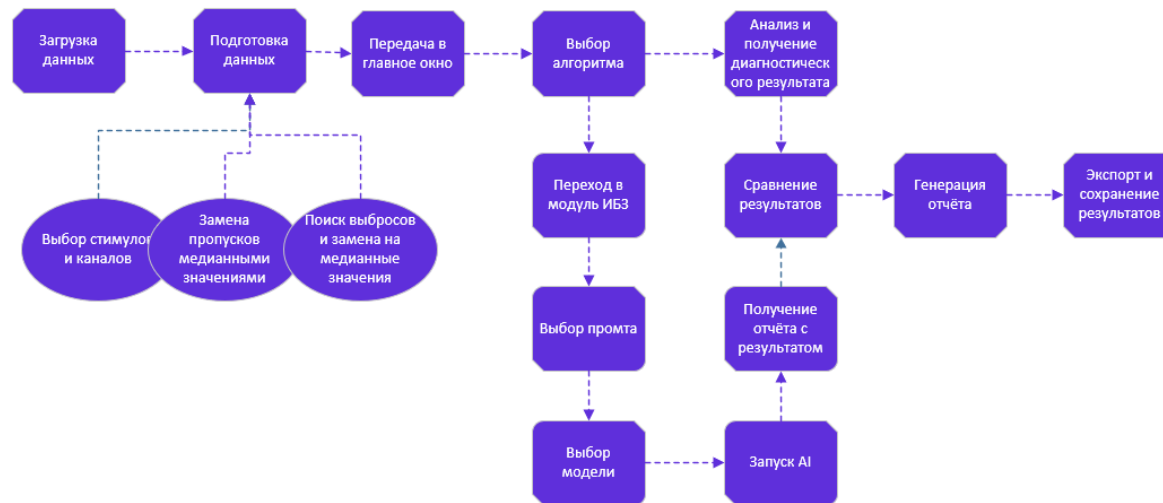 Загрузка
данных
Подготовка
данных
Передача в
главное окно
Выбор
алгоритма
Анализ и
получение
диагностическ
ого результата
Выбор стимулов
и каналов
Замена
пропусков
медианными
значениями
Поиск выбросов
и замена на
медианные
значения
Переход в
модуль ИБЗ
Сравнение
результатов
Генерация
отчёта
Экспорт и
сохранение
результатов
Выбор промта
Получение
отчёта с
результатом
Выбор
модели
Запуск AI